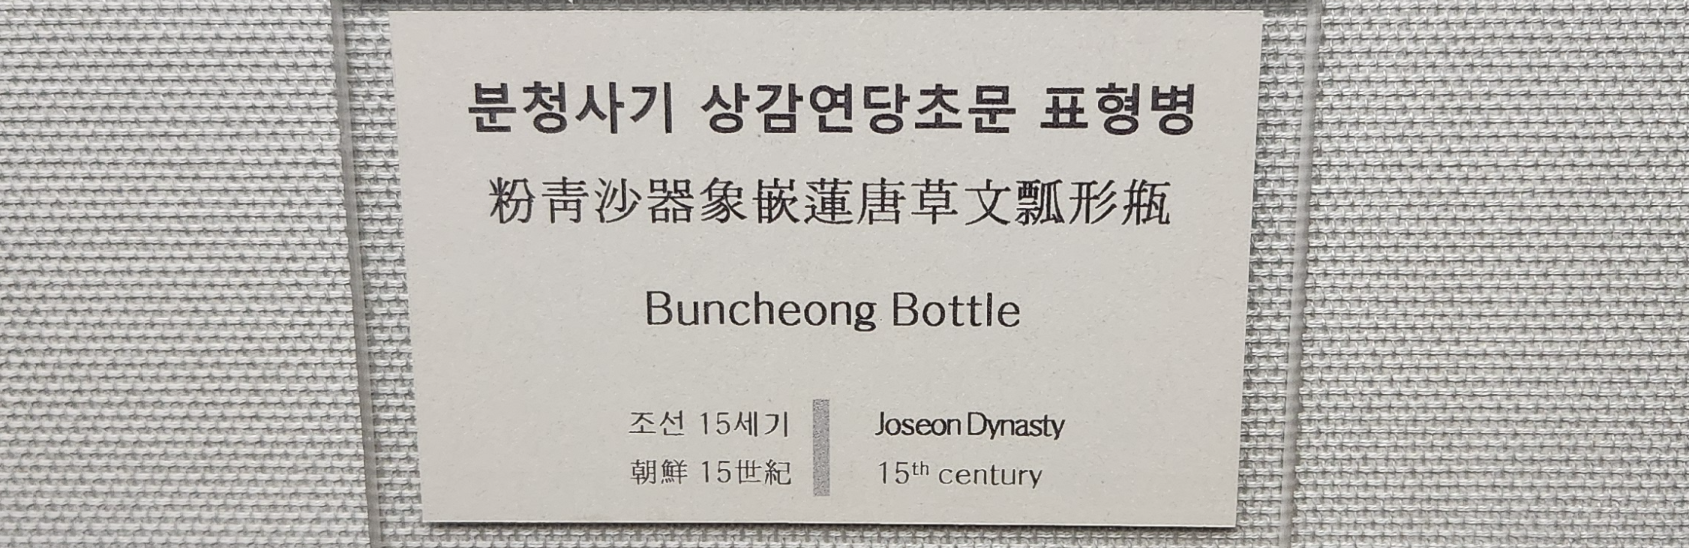 분청사기 상감연당초문 표형병
粉靑沙器象嵌蓮唐草文瓢形甁
Buncheong Bottle
조선 15세기
朝鮮 15世紀
Joseon Dynasty
15th century